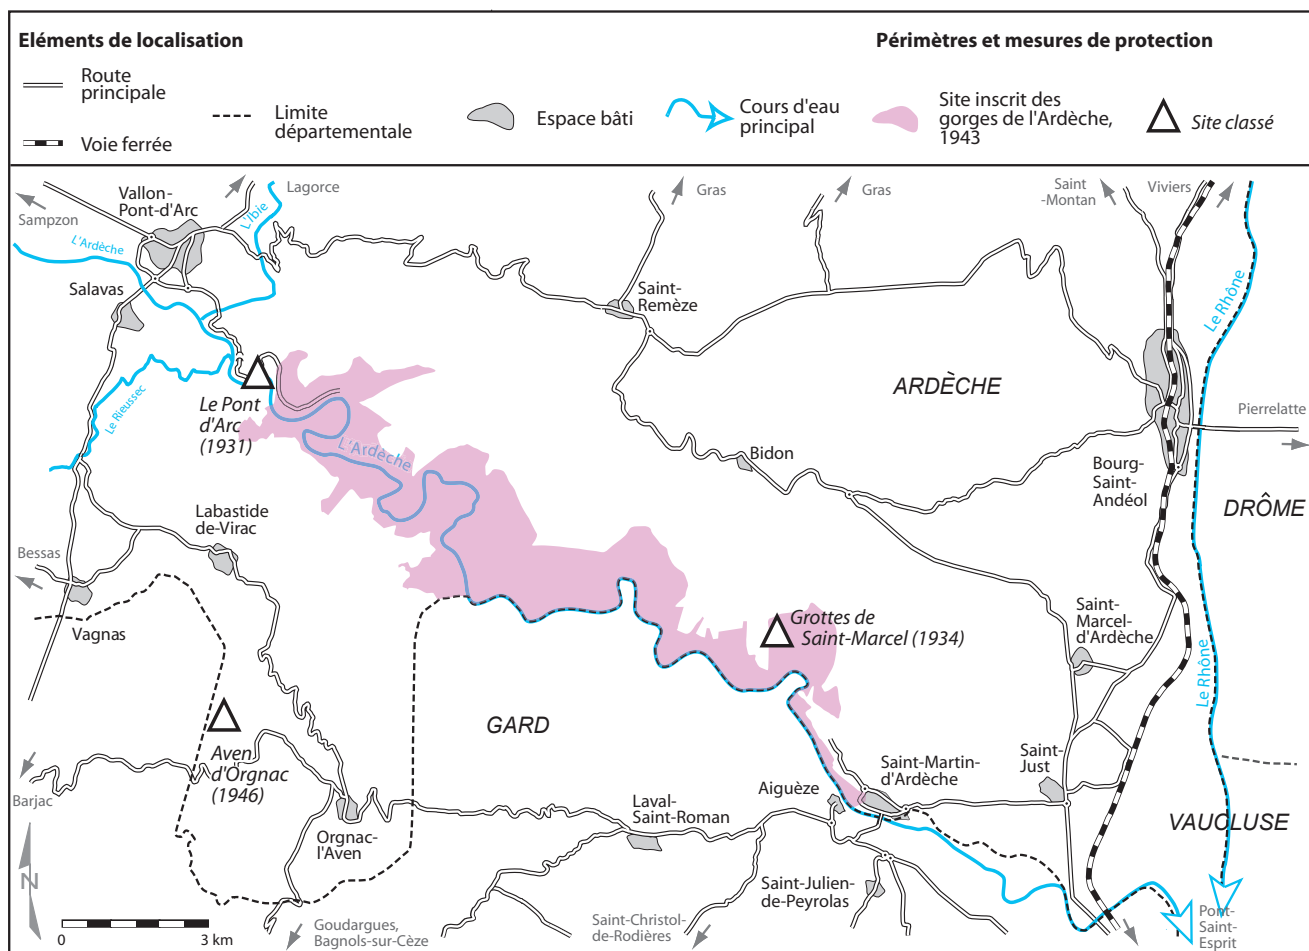 Eléments de localisation
Périmètres et mesures de protection
Route
principale
Voie ferrée
Limite
départementale
Espace bâti
Cours d'eau
principal
Site inscrit des
gorges de l'Ardèche,
1943
Site classé
Sampzon
Vallon-
Pont-d'Arc
Lagorce
L'Ibie
L'Ardèche
Salavas
Gras
Gras
Saint
-Montan
Viviers
Le Rhône
Saint-
Remèze
ARDÈCHE
Le Pont
d'Arc
(1931)
Le Rieussec
L'Ardèche
Pierrelatte
Bidon
Bourg-
Saint-
Andéol
DRÔME
Labastide
de-Virac
Bessas
Vagnas
Grottes de
Saint-Marcel (1934)
Saint-
Marcel-
d'Ardèche
Le Rhône
GARD
Aven
d'Orgnac
(1946)
Barjac
Saint-Martin-
d'Ardèche
Saint-
Just
Aiguèze
Laval-
Saint-Roman
Orgnac-
l'Aven
VAUCLUSE
Saint-Julien-
de-Peyrolas
N
0
3 km
Goudargues,
Bagnols-sur-Cèze
Saint-Christol-
de-Rodières
Pont-
Saint-
Esprit